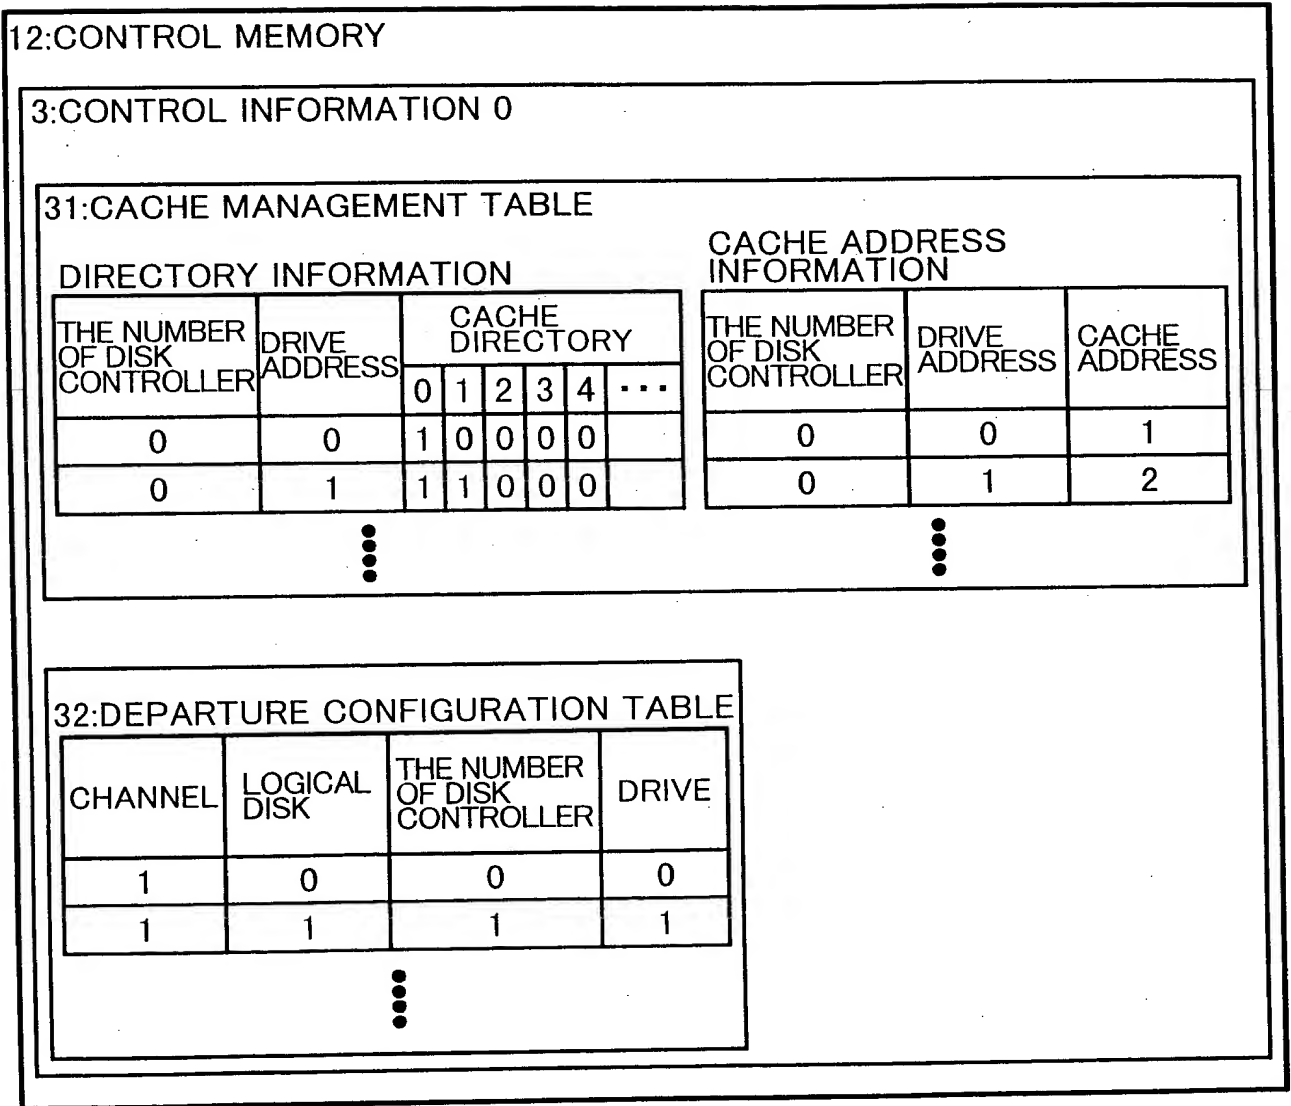 12:CONTROL MEMORY
3:CONTROL INFORMATION 0
31:CACHE MANAGEMENT TABLE
DIRECTORY INFORMATION
THE NUMBER
OF DISK
CONTROLLER
DRIVE
ADDRESS
CACHE
DIRECTORY
0 1 2 3 4 ···
0 0 1 0 0 0 0
0 1 1 1 0 0 0
CACHE ADDRESS
INFORMATION
THE NUMBER
OF DISK
CONTROLLER
DRIVE
ADDRESS
CACHE
ADDRESS
0 0 1
0 1 2
32:DEPARTURE CONFIGURATION TABLE
CHANNEL
LOGICAL
DISK
THE NUMBER
OF DISK
CONTROLLER
DRIVE
1 0 0 0
1 1 1 1